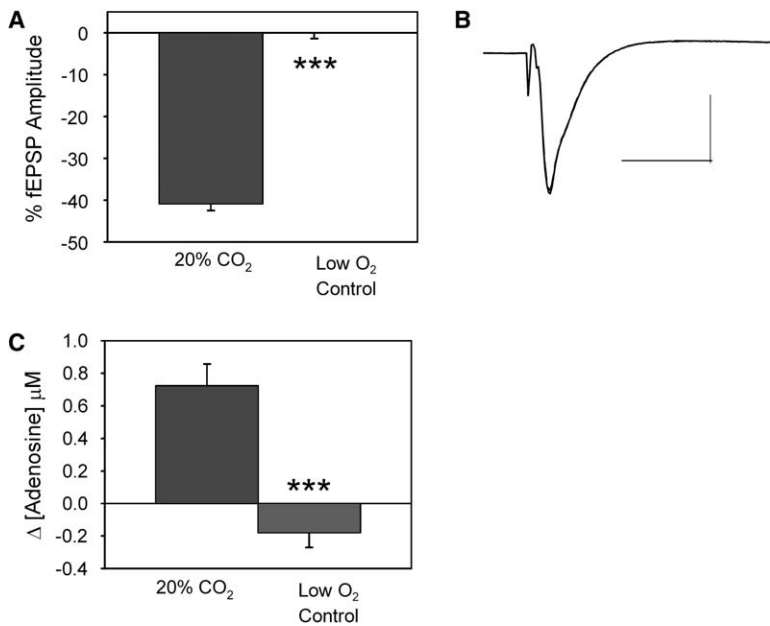 A
B
% fEPSP Amplitude
0
-10
-20
-30
-40
-50
***
20% CO₂
Low O₂
Control
C
Δ [Adenosine] μM
1.0
0.8
0.6
0.4
0.2
0.0
-0.2
-0.4
***
20% CO₂
Low O₂
Control